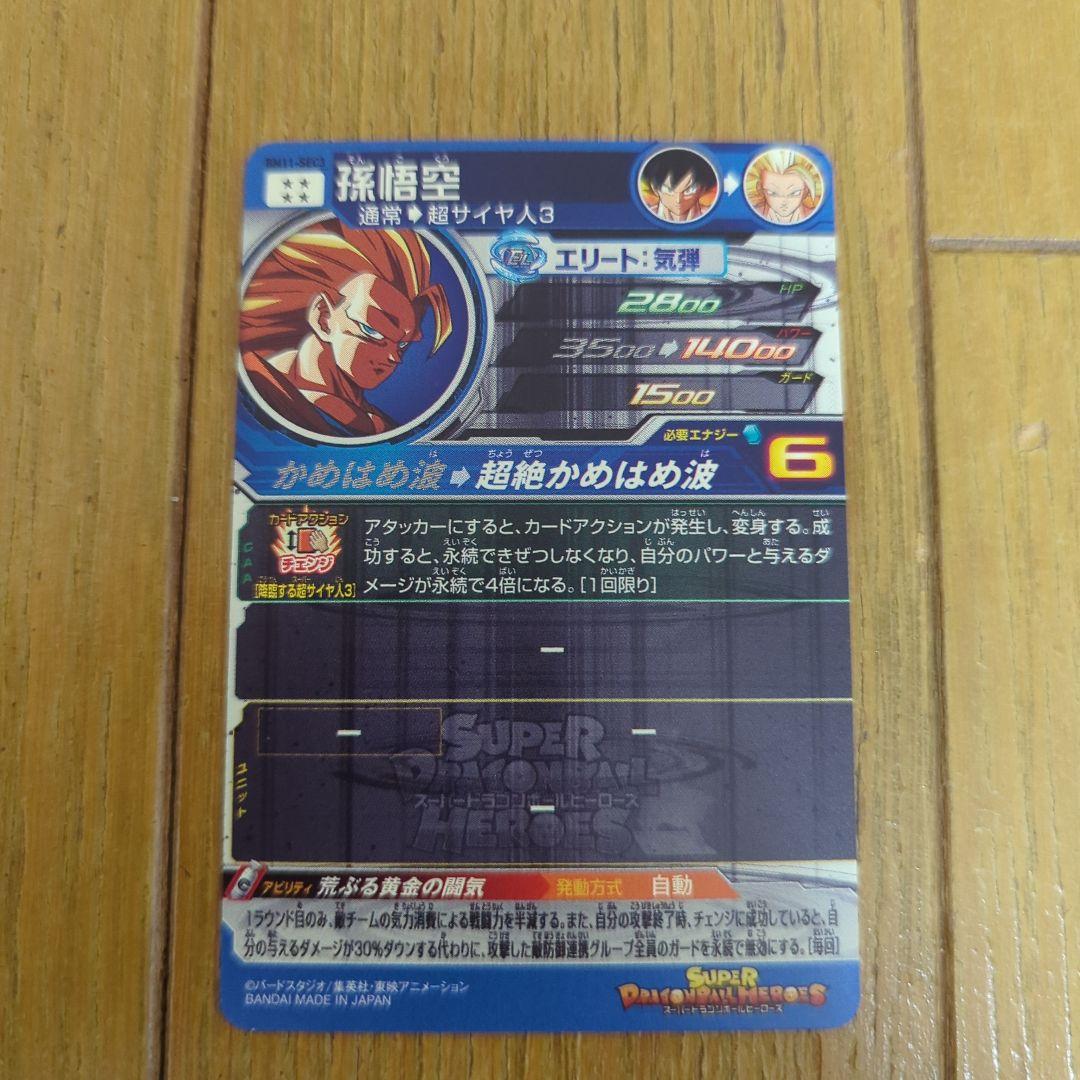 BM11-SEC3
孫悟空
そん ご くう
通常➡超サイヤ人3
EL エリート:気弾
HP
2800
パワー
3500➡14000
ガード
1500
必要エナジー 6
かめはめ波➡超絶かめはめ波
カードアクション
チェンジ
[降臨する超サイヤ人3]
CAA
アタッカーにすると、カードアクションが発生し、変身する。成
功すると、永続できぜつしなくなり、自分のパワーと与えるダ
メージが永続で4倍になる。[1回限り]
ー
ー ー
ユニット
ー
SUPER
DRAGONBALL
スーパードラゴンボールヒーローズ
HEROES
アビリティ 荒ぶる黄金の闘気 発動方式 自動
1ラウンド目のみ、敵チームの気力消費による戦闘力を半減する。また、自分の攻撃終了時、チェンジに成功していると、自
分の与えるダメージが30%ダウンする代わりに、攻撃した敵防御連携グループ全員のガードを永続で無効にする。[毎回]
©バードスタジオ/集英社・東映アニメーション
BANDAI MADE IN JAPAN
SUPER
DRAGONBALL HEROES
スーパードラゴンボールヒーローズ